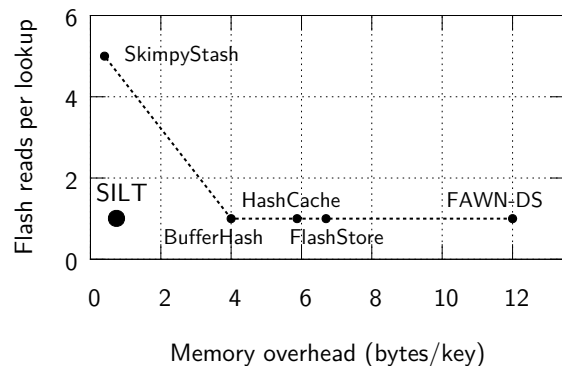 6
4
2
0
Flash reads per lookup
SkimpyStash
SILT
HashCache
FAWN-DS
BufferHash
FlashStore
0 2 4 6 8 10 12
Memory overhead (bytes/key)